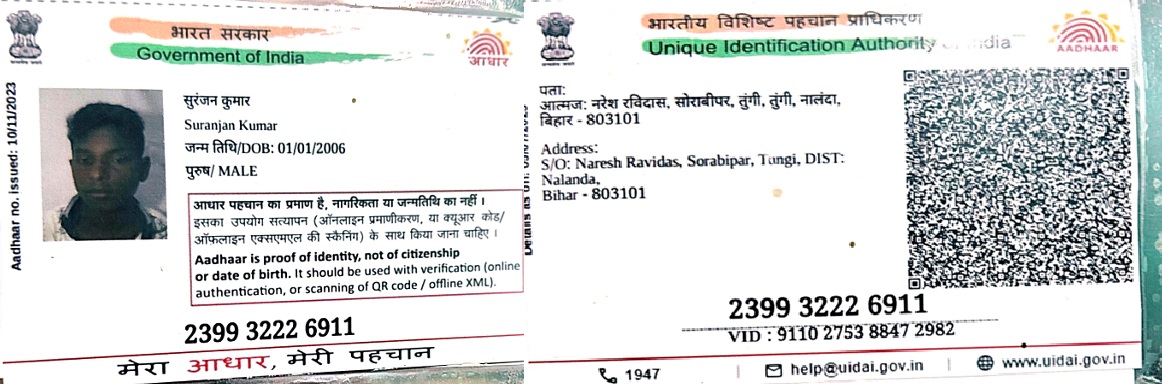 भारत सरकार
Government of India
आधार
Aadhaar no. issued: 10/11/2023
सुरंजन कुमार
Suranjan Kumar
जन्म तिथि/DOB: 01/01/2006
पुरुष/ MALE
आधार पहचान का प्रमाण है, नागरिकता या जन्मतिथि का नहीं ।
इसका उपयोग सत्यापन (ऑनलाइन प्रमाणीकरण, या क्यूआर कोड/
ऑफलाइन एक्सएमएल की स्कैनिंग) के साथ किया जाना चाहिए ।
Aadhaar is proof of identity, not of citizenship
or date of birth. It should be used with verification (online
authentication, or scanning of QR code / offline XML).
2399 3222 6911
मेरा आधार, मेरी पहचान
भारतीय विशिष्ट पहचान प्राधिकरण
Unique Identification Authority of India
AADHAAR
पता:
आत्मज: नरेश रविदास, सोराबीपर, तुंगी, तुंगी, नालंदा,
बिहार - 803101
Address:
S/O: Naresh Ravidas, Sorabipar, Tungi, DIST:
Nalanda,
Bihar - 803101
Details as on:
2399 3222 6911
VID : 9110 2753 8847 2982
1947
help@uidai.gov.in
www.uidai.gov.in